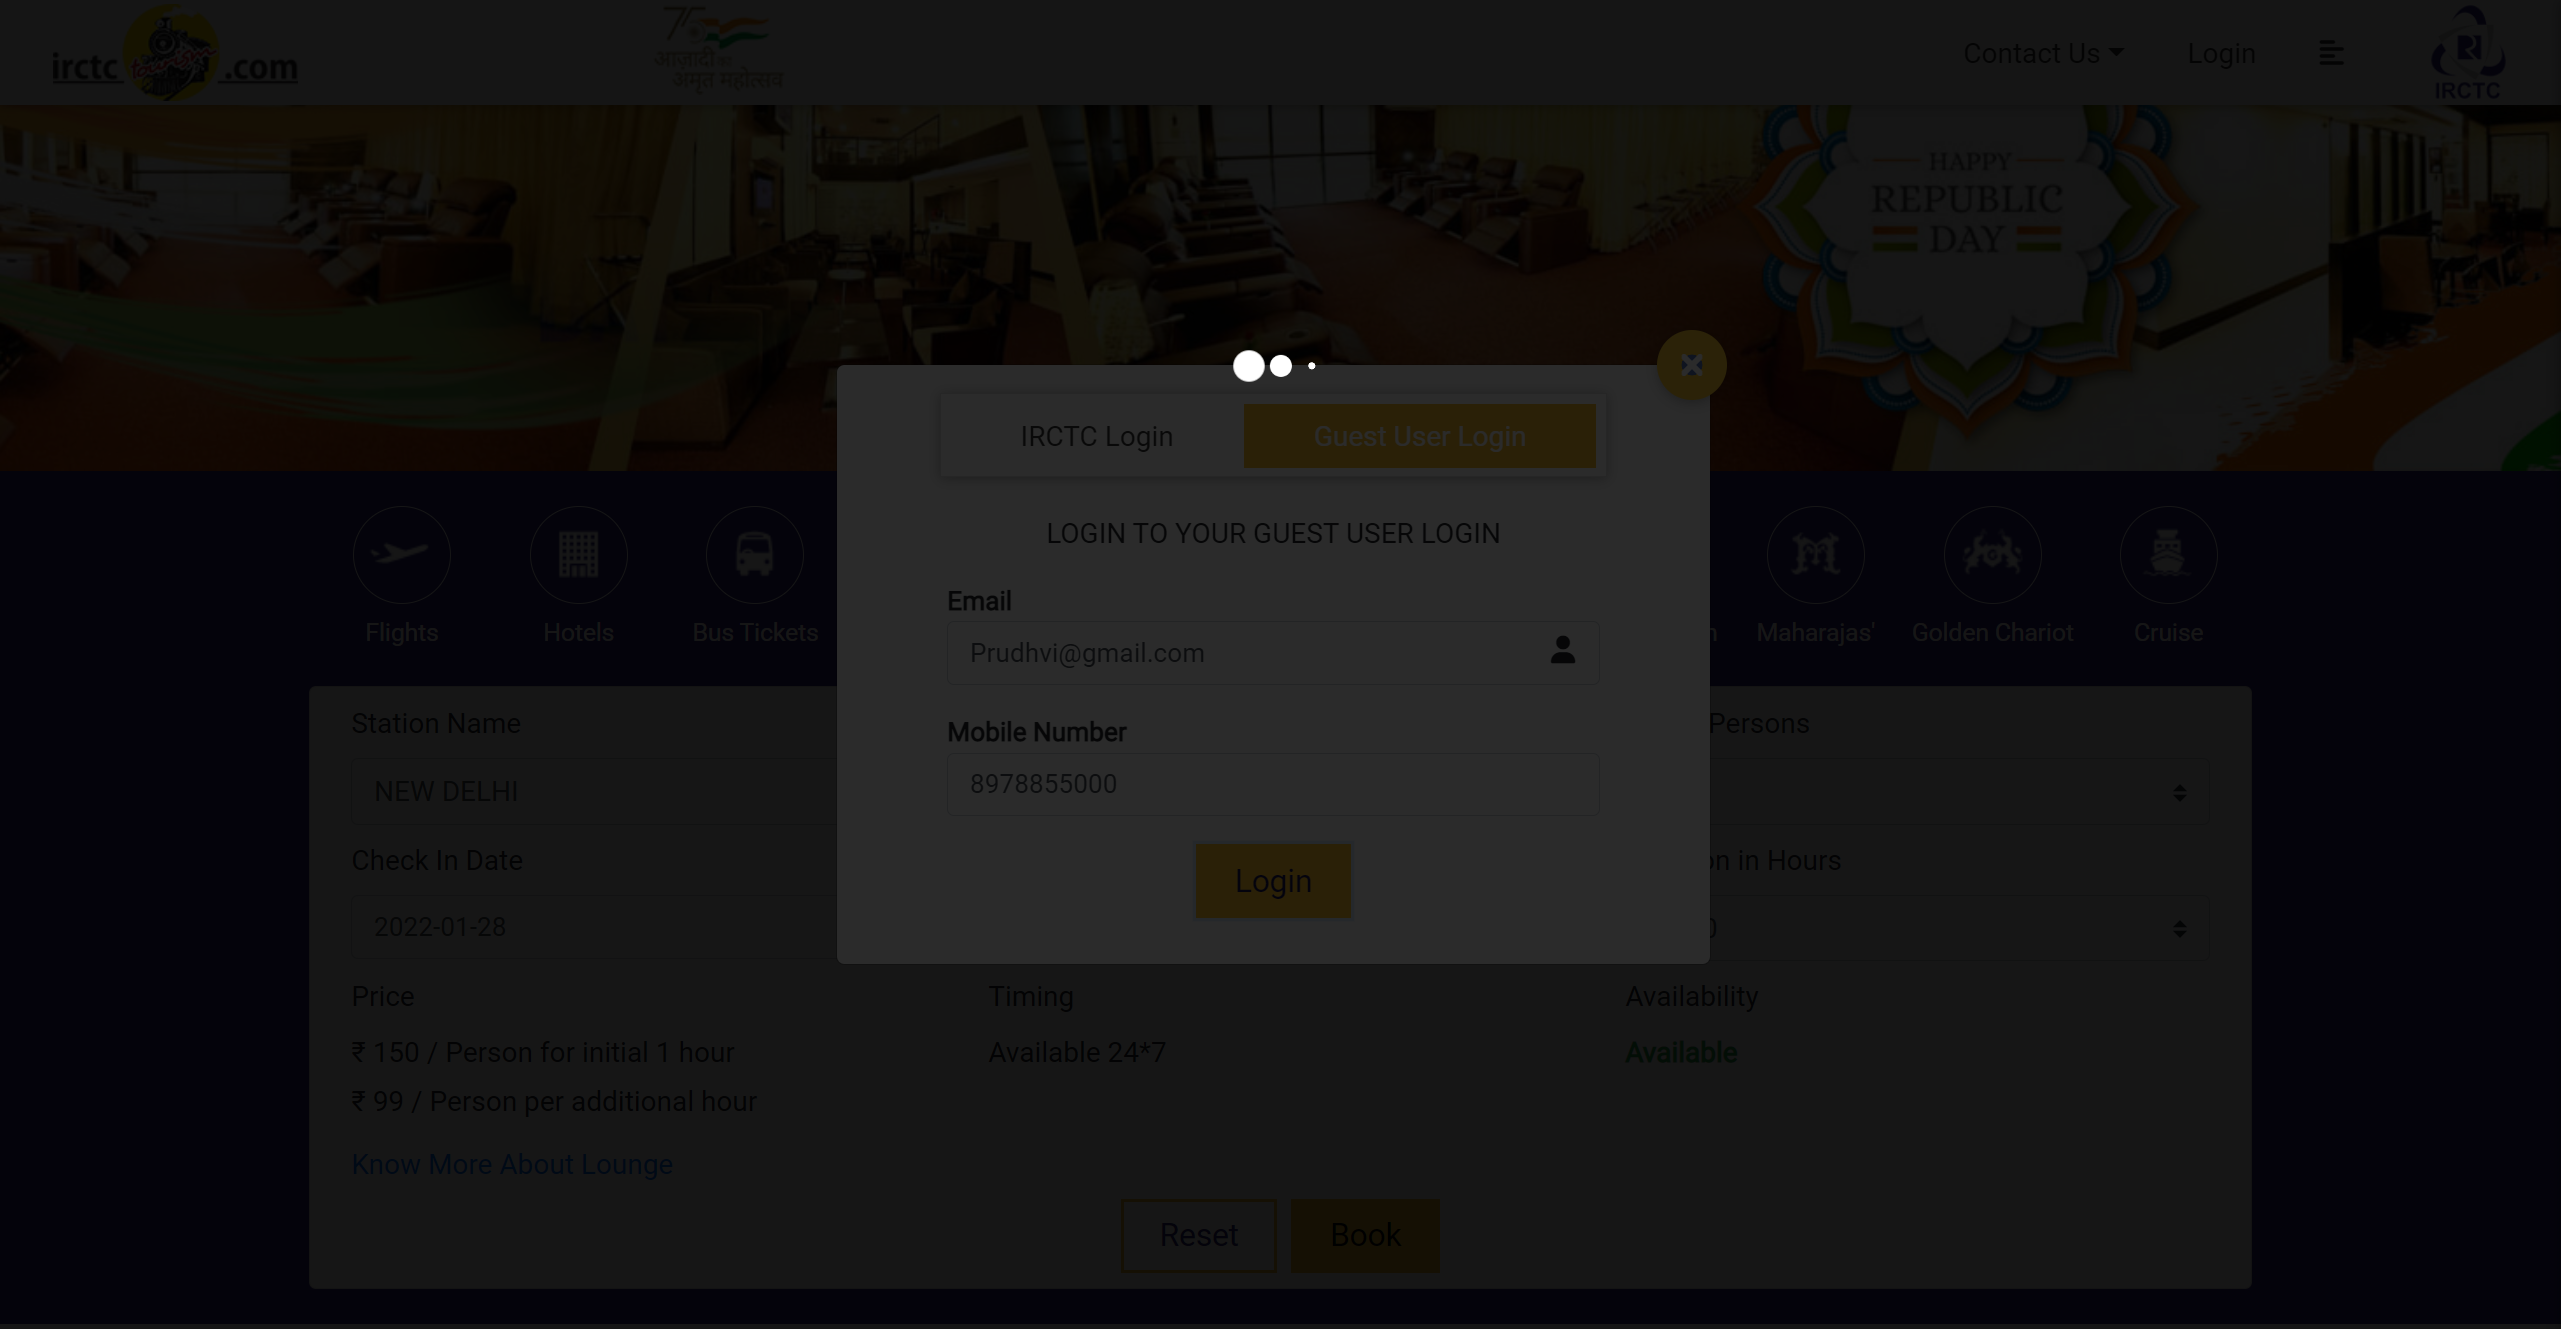 irctc tourism .com
75
आज़ादी का
अमृत महोत्सव
Contact Us
Login
IRCTC
HAPPY
REPUBLIC
DAY
IRCTC Login
Guest User Login
LOGIN TO YOUR GUEST USER LOGIN
Email
Prudhvi@gmail.com
Mobile Number
8978855000
Login
Flights
Hotels
Bus Tickets
Maharajas'
Golden Chariot
Cruise
Station Name
Persons
NEW DELHI
Check In Date
in Hours
2022-01-28
Price
Timing
Availability
₹ 150 / Person for initial 1 hour
Available 24*7
Available
₹ 99 / Person per additional hour
Know More About Lounge
Reset
Book